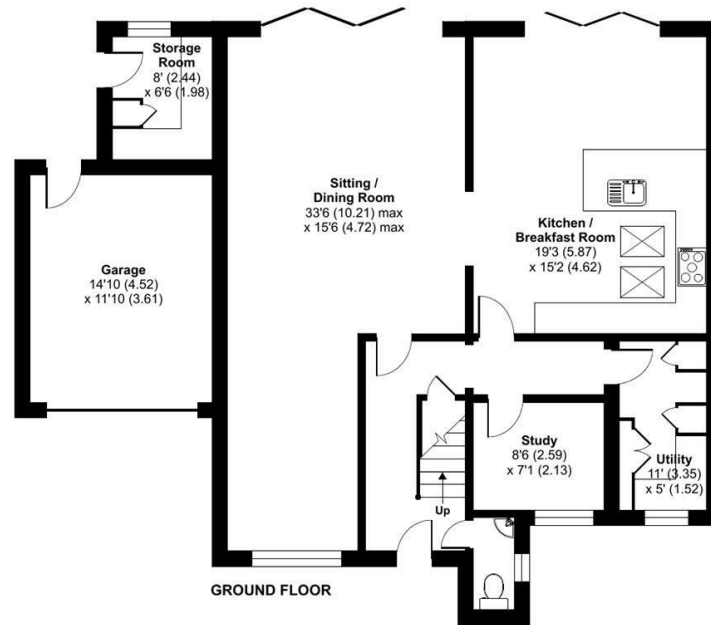 Storage
Room
8' (2.44)
x 6'6 (1.98)
Sitting /
Dining Room
33'6 (10.21) max
x 15'6 (4.72) max
Kitchen /
Breakfast Room
19'3 (5.87)
x 15'2 (4.62)
Garage
14'10 (4.52)
x 11'10 (3.61)
Study
8'6 (2.59)
x 7'1 (2.13)
Utility
11' (3.35)
x 5' (1.52)
Up
GROUND FLOOR